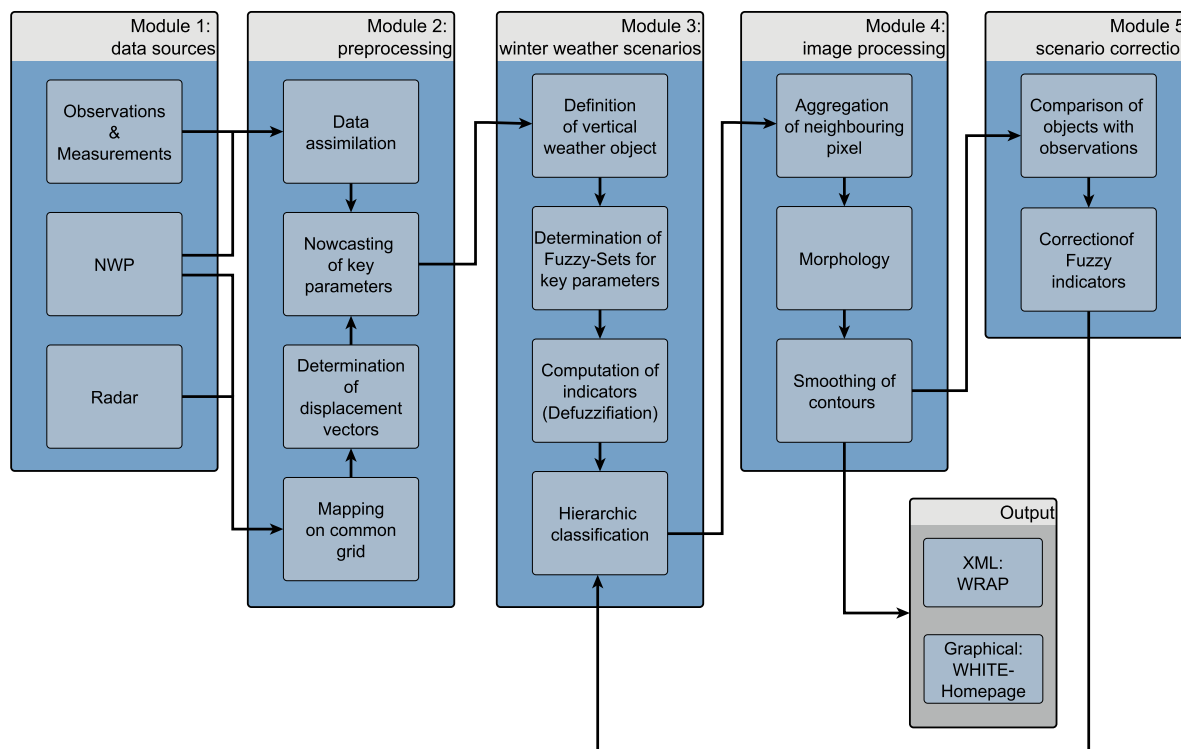 Module 1:
data sources
Observations
&
Measurements
NWP
Radar
Module 2:
preprocessing
Data
assimilation
Nowcasting
of key
parameters
Determination
of
displacement
vectors
Mapping
on common
grid
Module 3:
winter weather scenarios
Definition
of vertical
weather object
Determination of
Fuzzy-Sets for
key parameters
Computation of
indicators
(Defuzzifiation)
Hierarchic
classification
Module 4:
image processing
Aggregation
of neighbouring
pixel
Morphology
Smoothing of
contours
Module 5
scenario correctio
Comparison of
objects with
observations
Correctionof
Fuzzy
indicators
Output
XML:
WRAP
Graphical:
WHITE-
Homepage